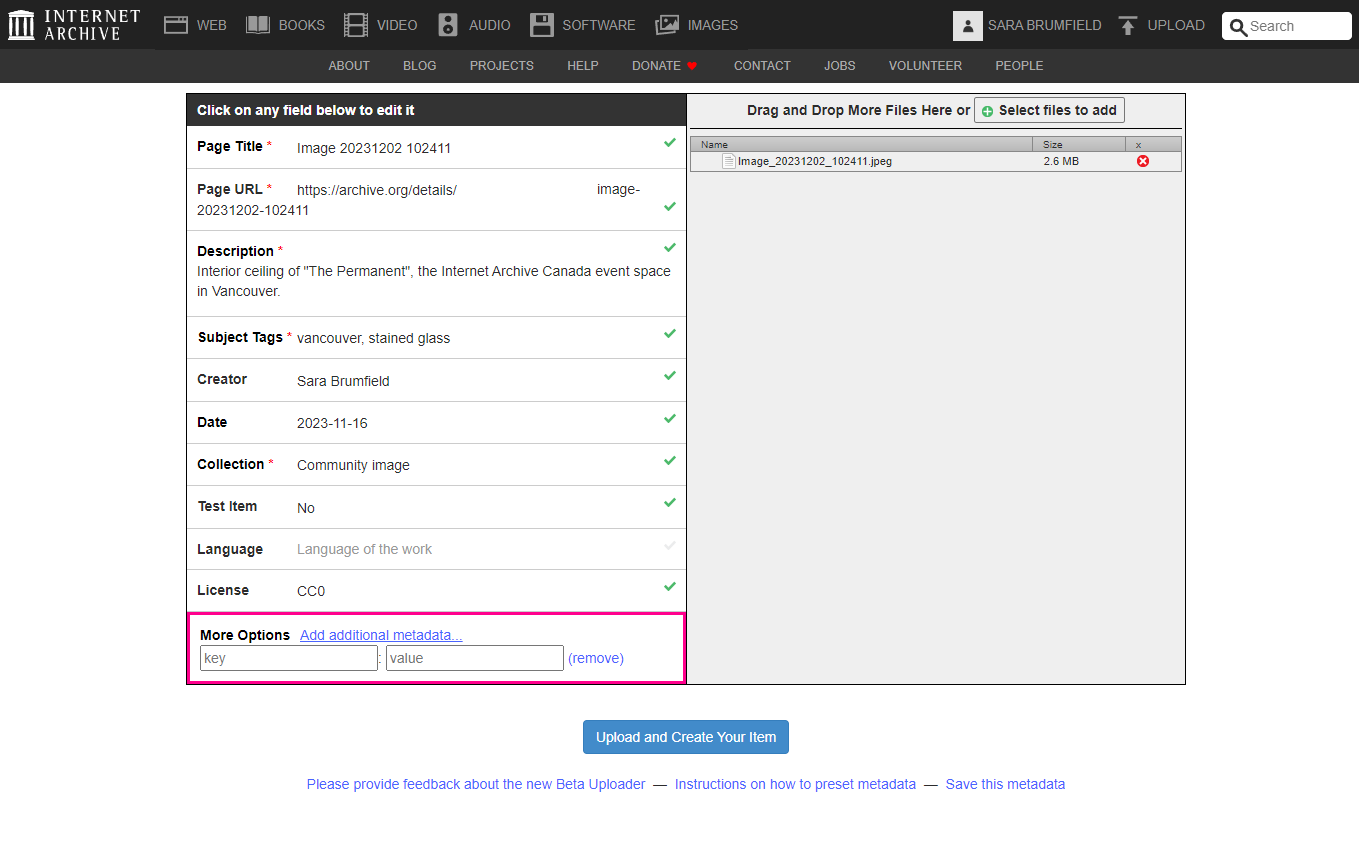 INTERNET ARCHIVE WEB BOOKS VIDEO AUDIO SOFTWARE IMAGES SARA BRUMFIELD UPLOAD Search
ABOUT BLOG PROJECTS HELP DONATE CONTACT JOBS VOLUNTEER PEOPLE
Click on any field below to edit it
Page Title * Image 20231202 102411
Page URL * https://archive.org/details/ image-
20231202-102411
Description *
Interior ceiling of "The Permanent", the Internet Archive Canada event space
in Vancouver.
Subject Tags * vancouver, stained glass
Creator Sara Brumfield
Date 2023-11-16
Collection * Community image
Test Item No
Language Language of the work
License CC0
More Options Add additional metadata...
key : value (remove)
Drag and Drop More Files Here or Select files to add
Name Size x
Image_20231202_102411.jpeg 2.6 MB
Upload and Create Your Item
Please provide feedback about the new Beta Uploader — Instructions on how to preset metadata — Save this metadata